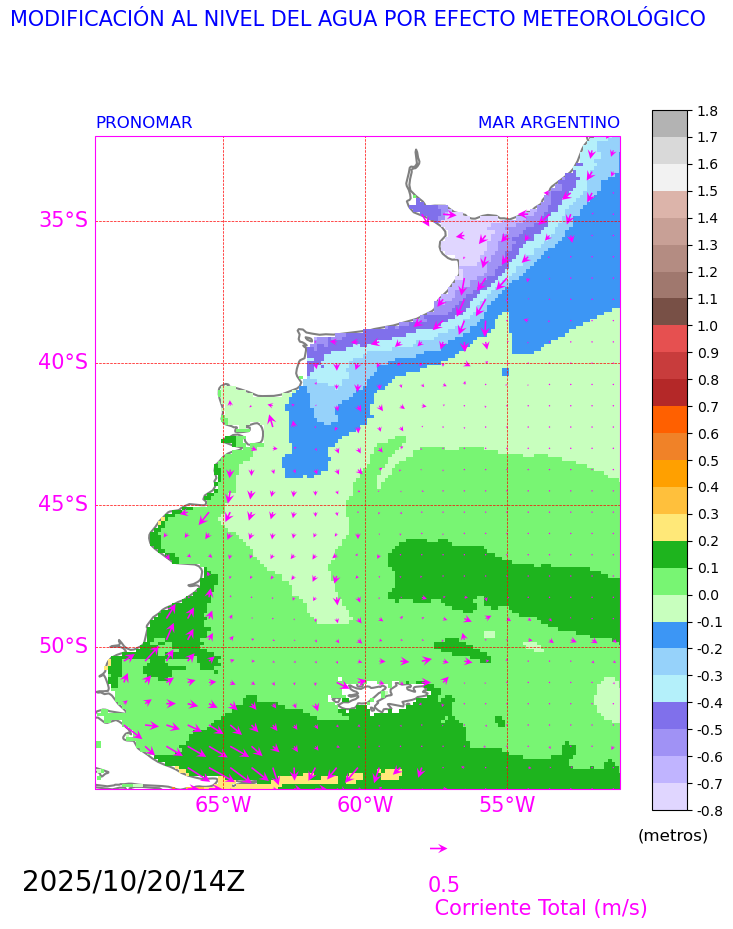 MODIFICACIÓN AL NIVEL DEL AGUA POR EFECTO METEOROLÓGICO
PRONOMAR
MAR ARGENTINO
35°S
40°S
45°S
50°S
65°W
60°W
55°W
1.8
1.7
1.6
1.5
1.4
1.3
1.2
1.1
1.0
0.9
0.8
0.7
0.6
0.5
0.4
0.3
0.2
0.1
0.0
-0.1
-0.2
-0.3
-0.4
-0.5
-0.6
-0.7
-0.8
(metros)
2025/10/20/14Z
0.5
Corriente Total (m/s)